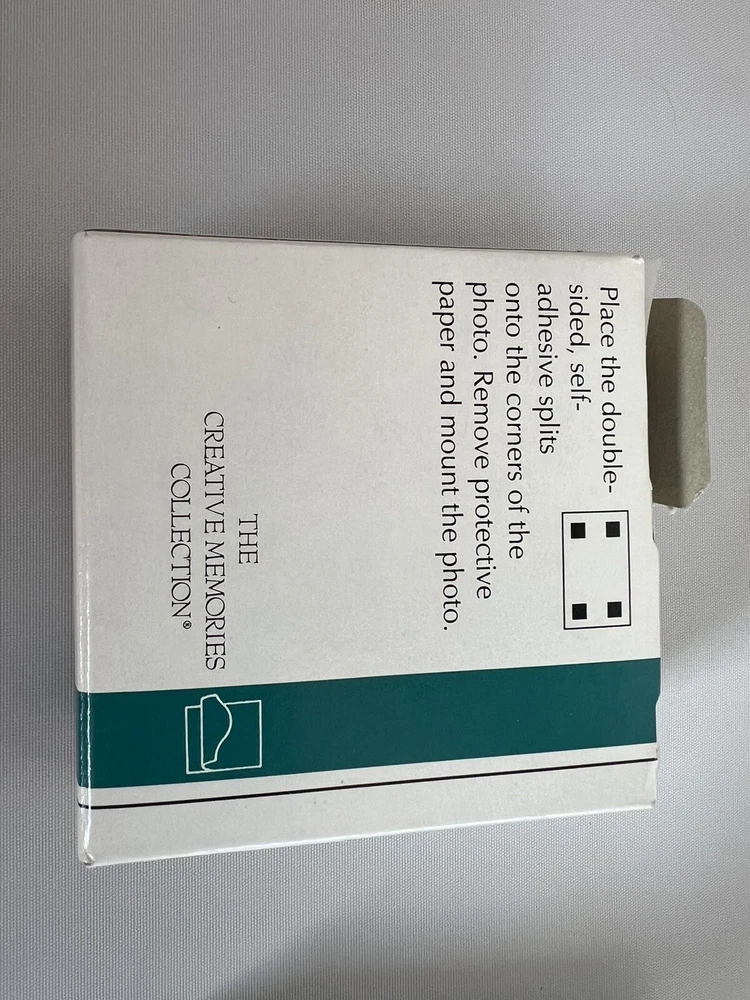 Place the double-
sided, self-
adhesive splits
onto the corners of the
photo. Remove protective
paper and mount the photo.
THE
CREATIVE MEMORIES
COLLECTION®